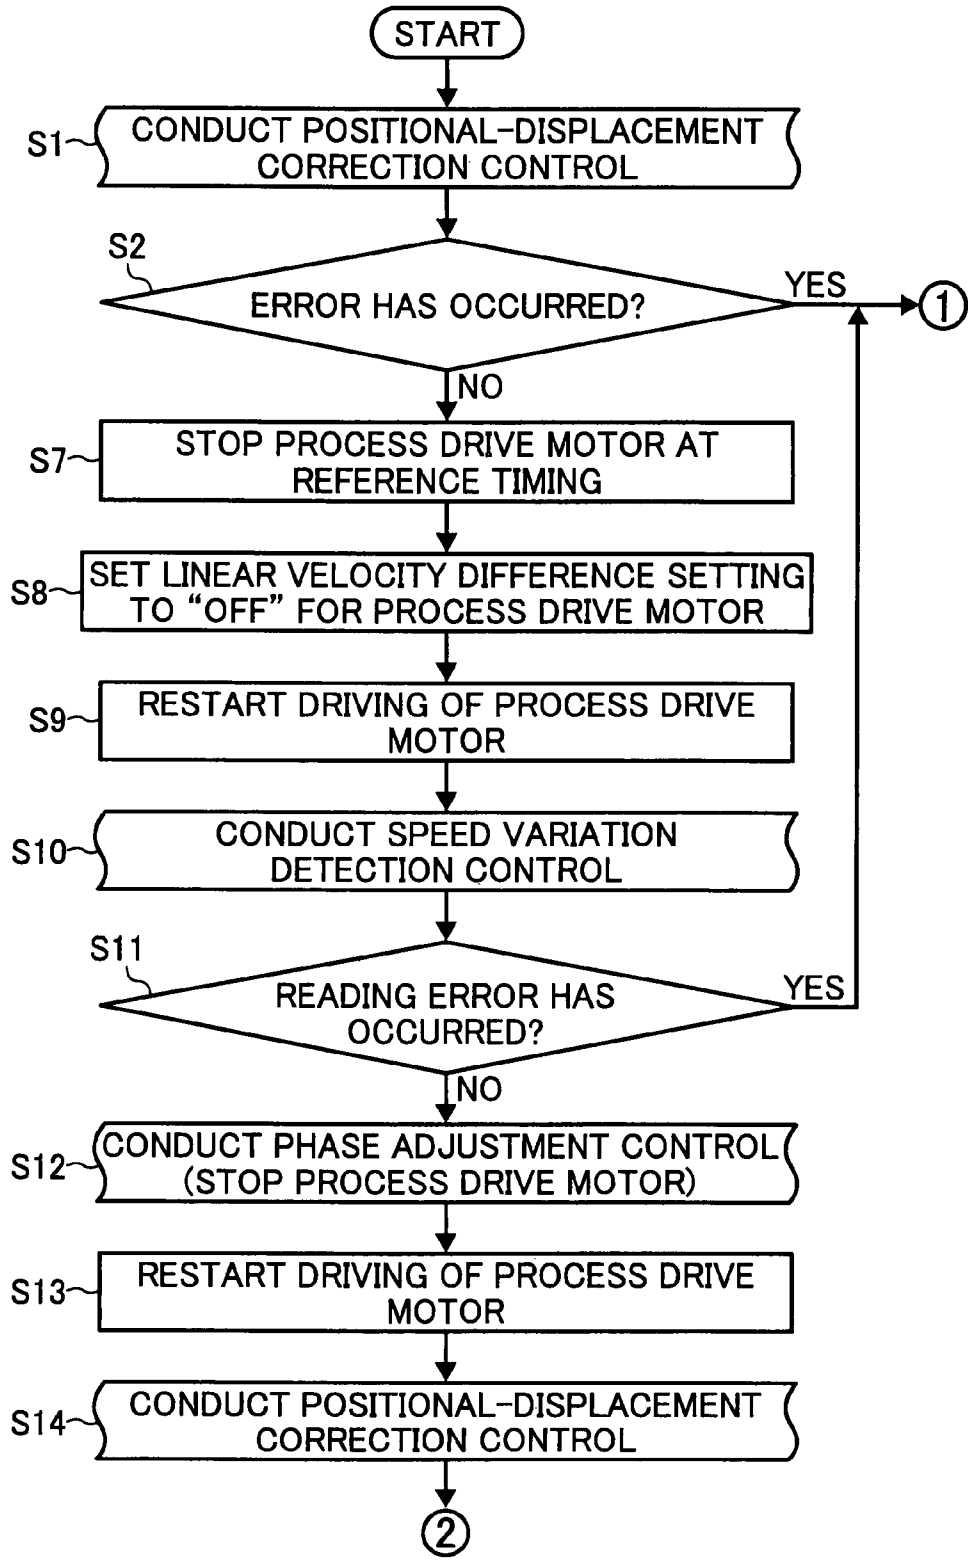 START
S1
CONDUCT POSITIONAL-DISPLACEMENT
CORRECTION CONTROL
S2
ERROR HAS OCCURRED?
YES
1
NO
S7
STOP PROCESS DRIVE MOTOR AT
REFERENCE TIMING
S8
SET LINEAR VELOCITY DIFFERENCE SETTING
TO “OFF” FOR PROCESS DRIVE MOTOR
S9
RESTART DRIVING OF PROCESS DRIVE
MOTOR
S10
CONDUCT SPEED VARIATION
DETECTION CONTROL
S11
READING ERROR HAS
OCCURRED?
YES
NO
S12
CONDUCT PHASE ADJUSTMENT CONTROL
(STOP PROCESS DRIVE MOTOR)
S13
RESTART DRIVING OF PROCESS DRIVE
MOTOR
S14
CONDUCT POSITIONAL-DISPLACEMENT
CORRECTION CONTROL
2